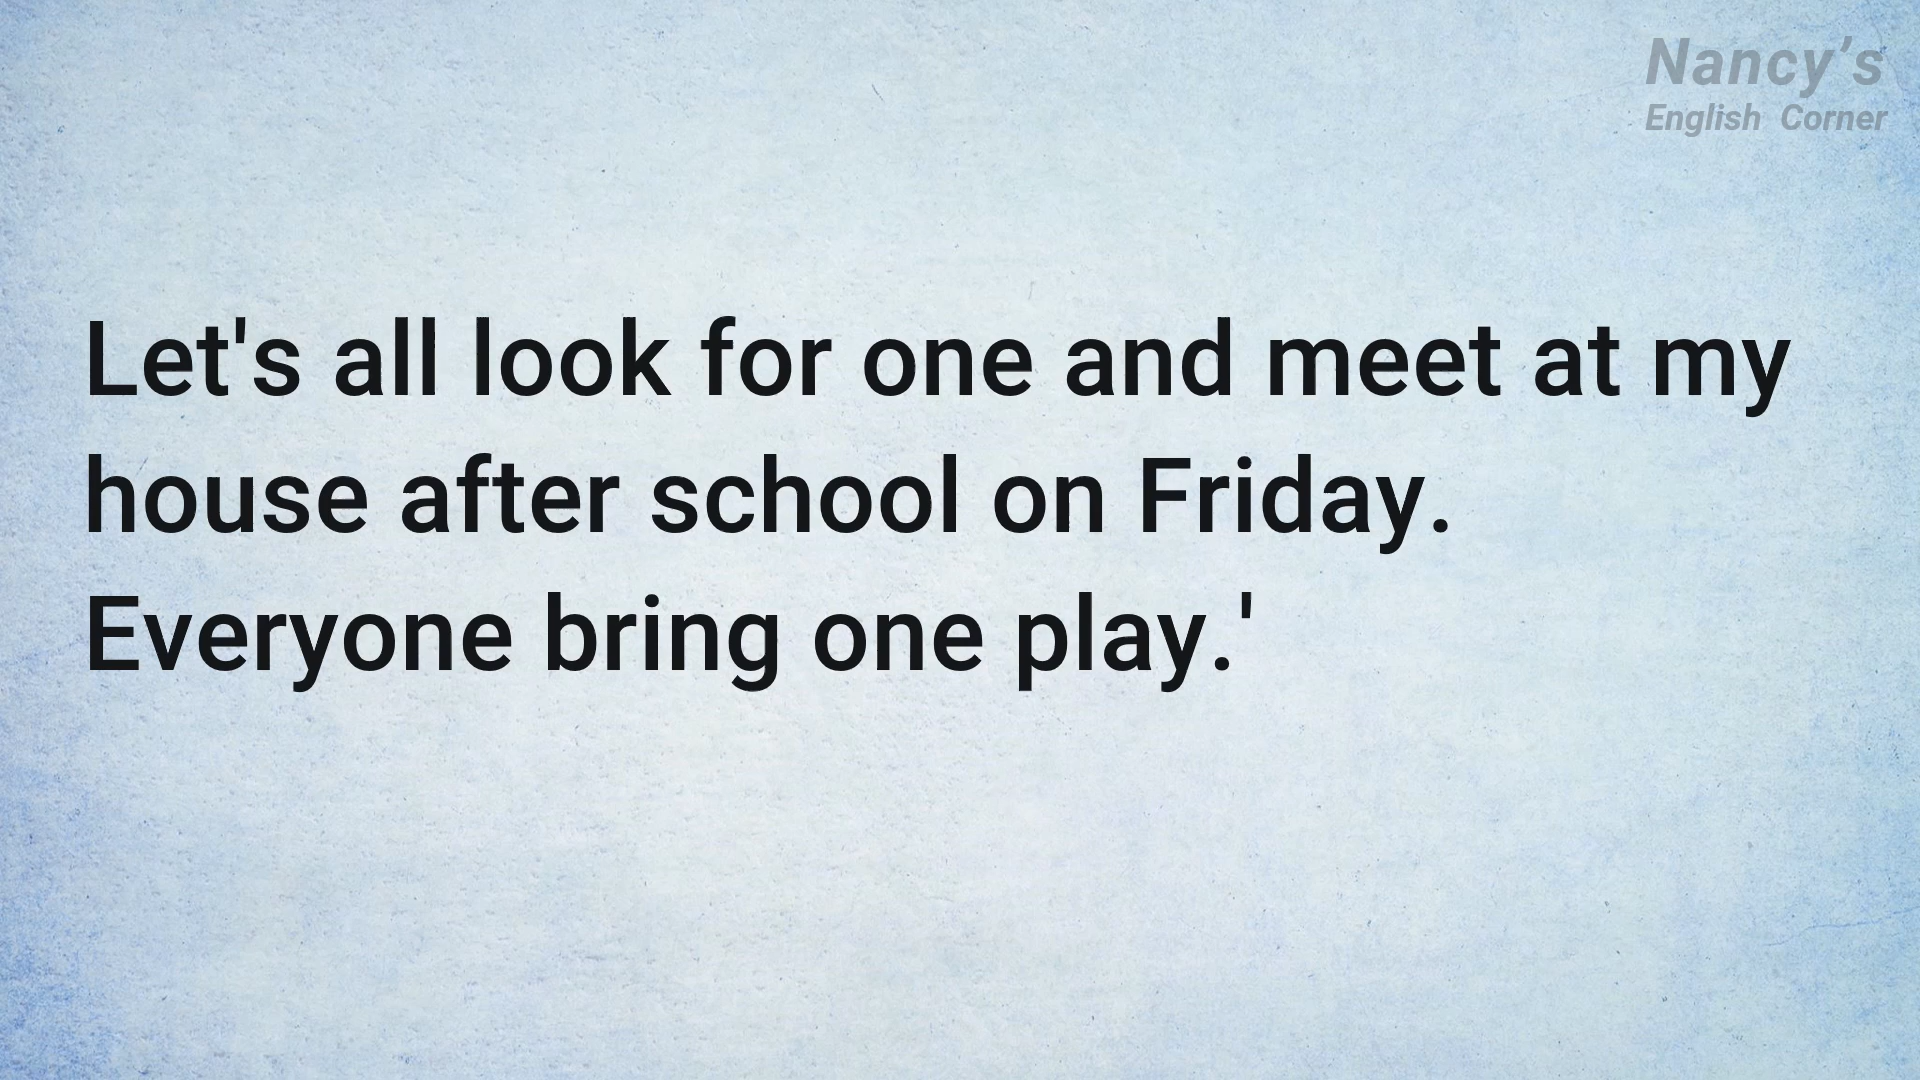 Nancy’s
English Corner
Let's all look for one and meet at my
house after school on Friday.
Everyone bring one play.'